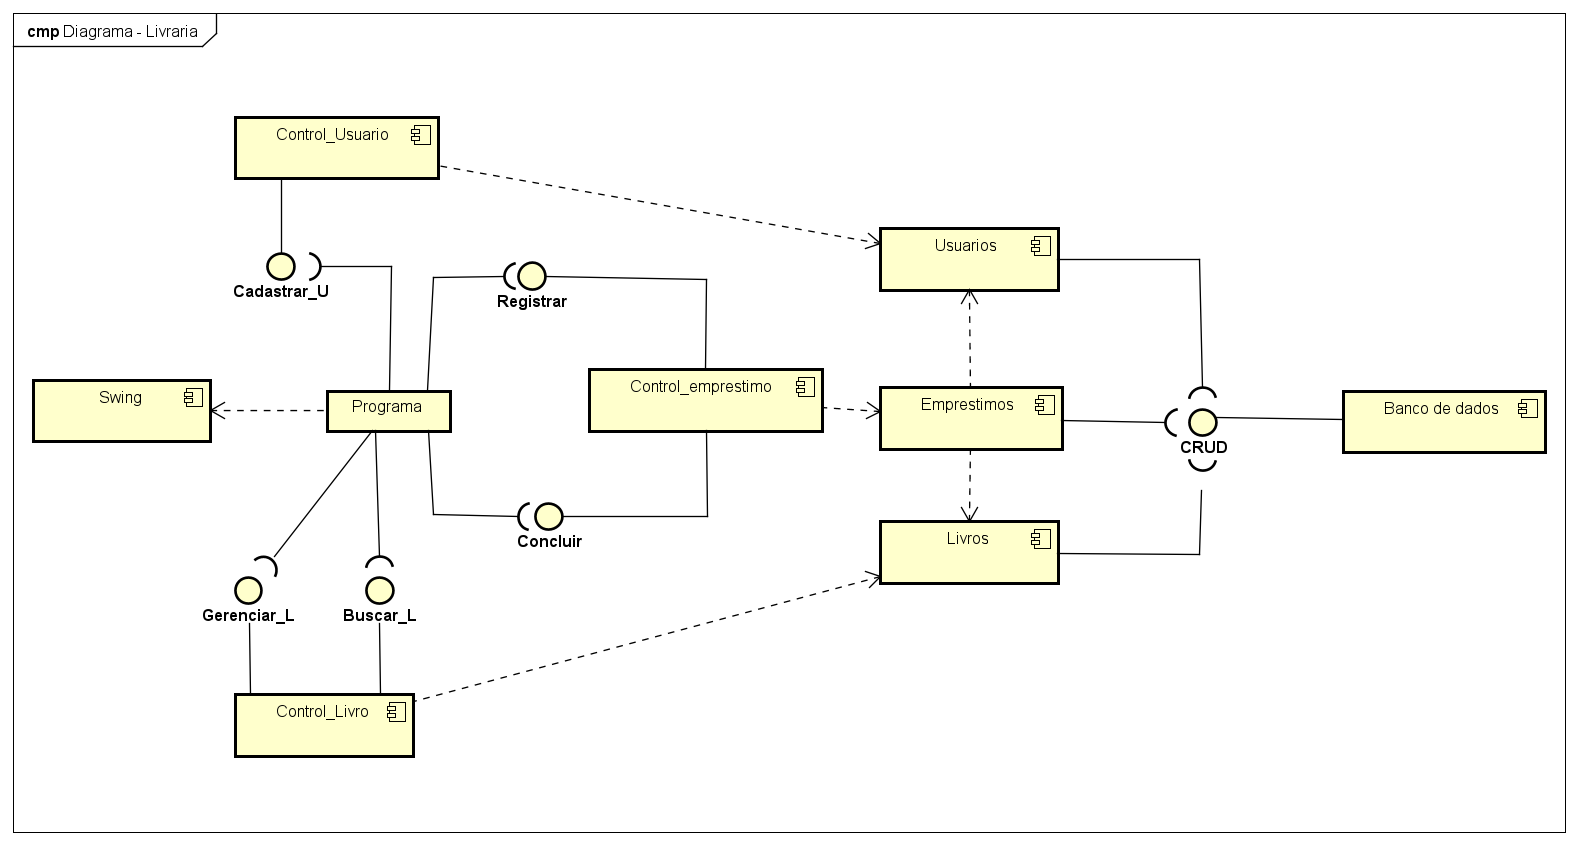 cmp Diagrama - Livraria
Control_Usuario
Usuarios
Cadastrar_U
Registrar
Swing
Programa
Control_emprestimo
Emprestimos
Banco de dados
CRUD
Concluir
Livros
Gerenciar_L
Buscar_L
Control_Livro